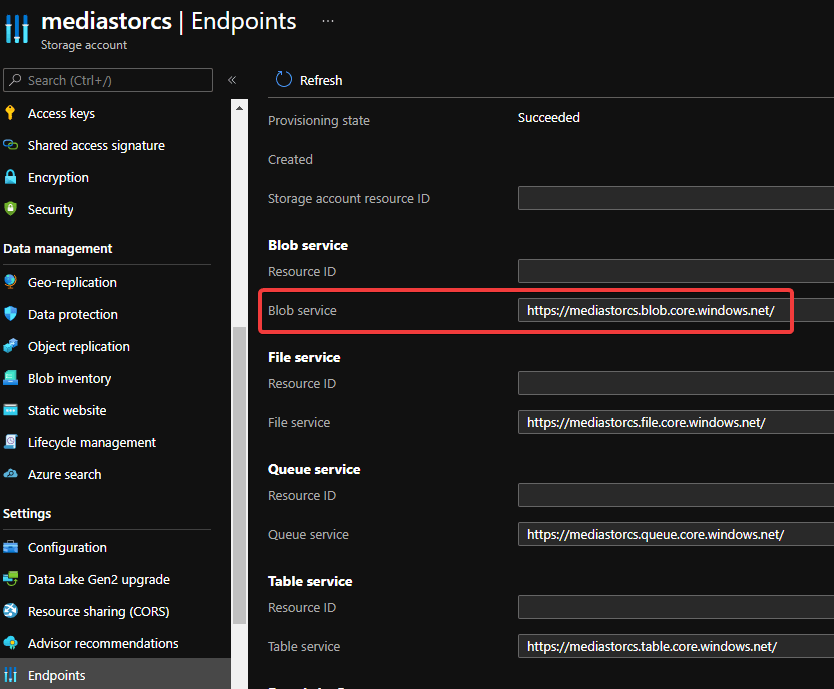 mediastorcs | Endpoints ...
Storage account
Search (Ctrl+/)
«
Refresh
Access keys
Shared access signature
Encryption
Security
Data management
Geo-replication
Data protection
Object replication
Blob inventory
Static website
Lifecycle management
Azure search
Settings
Configuration
Data Lake Gen2 upgrade
Resource sharing (CORS)
Advisor recommendations
Endpoints
Provisioning state Succeeded
Created
Storage account resource ID
Blob service
Resource ID
Blob service https://mediastorcs.blob.core.windows.net/
File service
Resource ID
File service https://mediastorcs.file.core.windows.net/
Queue service
Resource ID
Queue service https://mediastorcs.queue.core.windows.net/
Table service
Resource ID
Table service https://mediastorcs.table.core.windows.net/